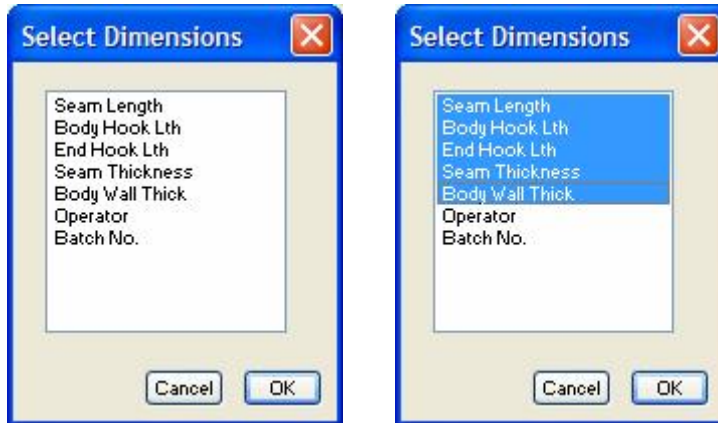 Select Dimensions
Seam Length
Body Hook Lth
End Hook Lth
Seam Thickness
Body Wall Thick
Operator
Batch No.
Cancel
OK
Select Dimensions
Seam Length
Body Hook Lth
End Hook Lth
Seam Thickness
Body Wall Thick
Operator
Batch No.
Cancel
OK